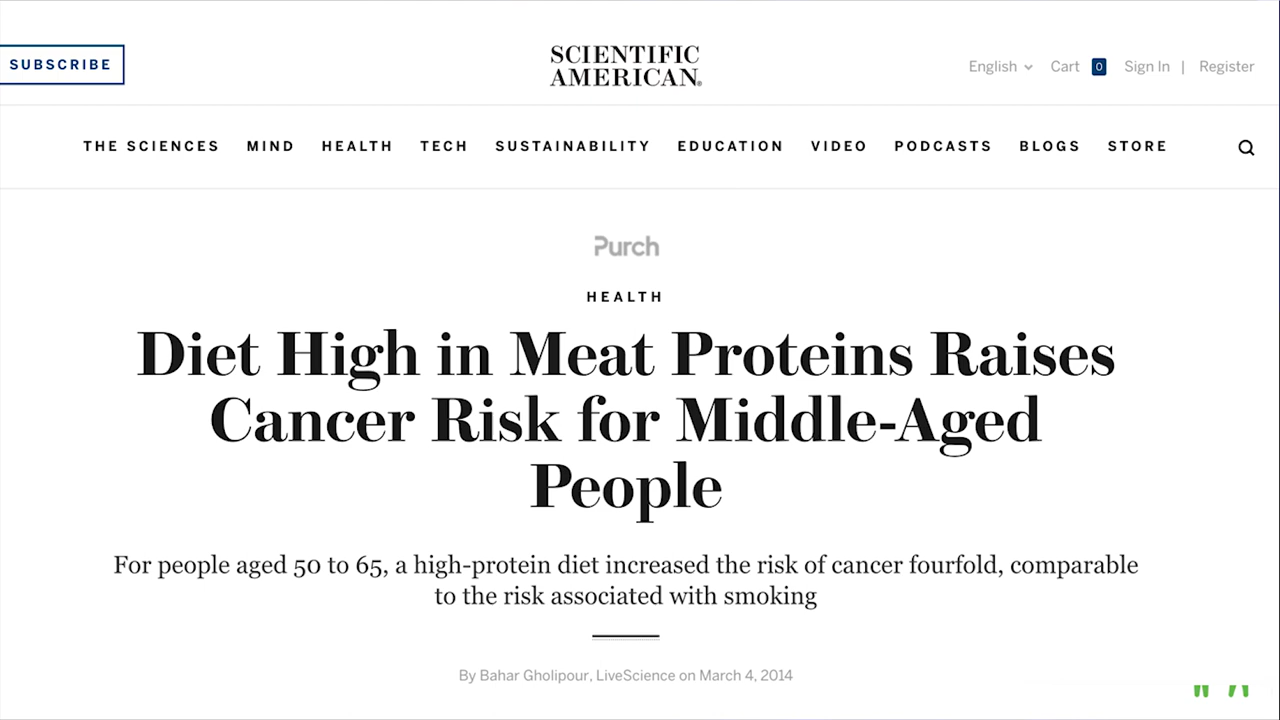 SUBSCRIBE
SCIENTIFIC
AMERICAN®
English
Cart 0
Sign In | Register
THE SCIENCES MIND HEALTH TECH SUSTAINABILITY EDUCATION VIDEO PODCASTS BLOGS STORE
Purch
HEALTH
Diet High in Meat Proteins Raises
Cancer Risk for Middle-Aged
People
For people aged 50 to 65, a high-protein diet increased the risk of cancer fourfold, comparable
to the risk associated with smoking
By Bahar Gholipour, LiveScience on March 4, 2014